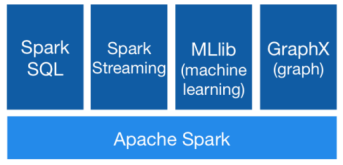 Spark
SQL
Spark
Streaming
MLlib
(machine
learning)
GraphX
(graph)
Apache Spark